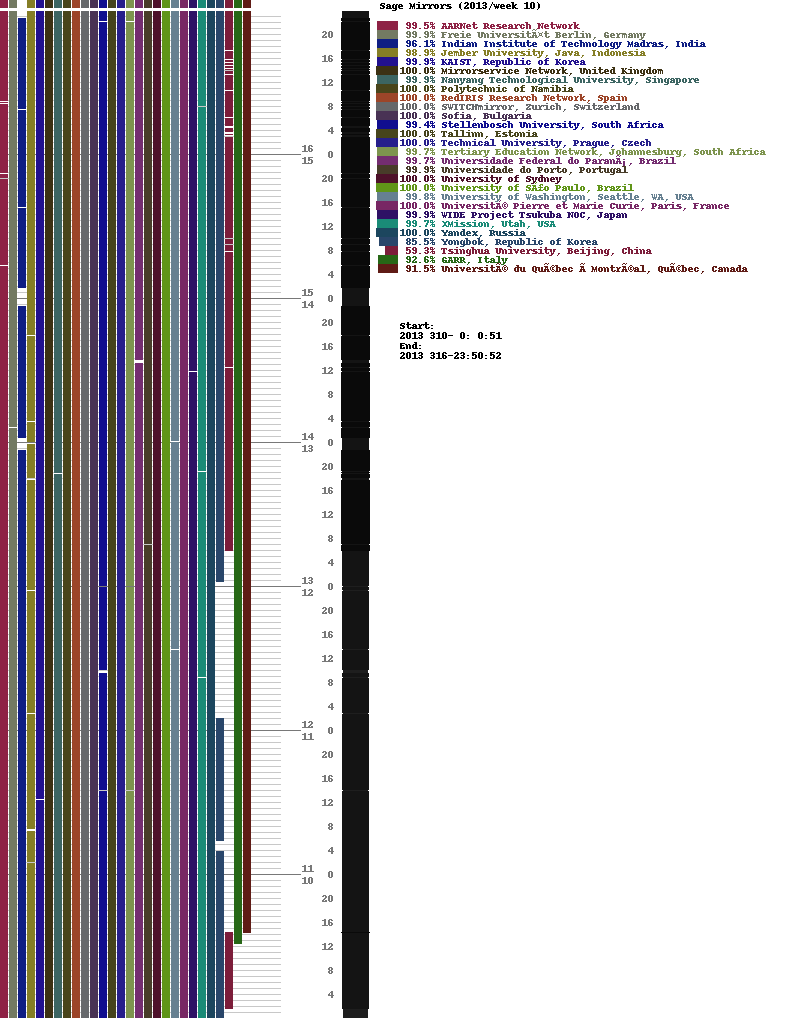 Sage Mirrors (2013/week 10)
99.5% AARNet Research Network
99.9% Freie UniversitÃ¤t Berlin, Germany
96.1% Indian Institute of Technology Madras, India
98.9% Jember University, Java, Indonesia
99.9% KAIST, Republic of Korea
100.0% Mirrorservice Network, United Kingdom
99.9% Nanyang Technological University, Singapore
100.0% Polytechnic of Namibia
100.0% RedIRIS Research Network, Spain
100.0% SWITCHmirror, Zurich, Switzerland
100.0% Sofia, Bulgaria
99.4% Stellenbosch University, South Africa
100.0% Tallinn, Estonia
100.0% Technical University, Prague, Czech
99.7% Tertiary Education Network, Johannesburg, South Africa
99.7% Universidade Federal do ParanÃ¡, Brazil
99.9% Universidade do Porto, Portugal
100.0% University of Sydney
100.0% University of SÃ£o Paulo, Brazil
99.8% University of Washington, Seattle, WA, USA
100.0% UniversitÃ© Pierre et Marie Curie, Paris, France
99.9% WIDE Project Tsukuba NOC, Japan
99.7% XMission, Utah, USA
100.0% Yandex, Russia
85.5% Yongbok, Republic of Korea
59.3% Tsinghua University, Beijing, China
92.6% GARR, Italy
91.5% UniversitÃ© du QuÃ©bec Ã MontrÃ©al, QuÃ©bec, Canada
Start:
2013 310- 0: 0:51
End:
2013 316-23:50:52
20
16
12
8
4
16
0
15
20
16
12
8
4
15
0
14
20
16
12
8
4
14
0
13
20
16
12
8
4
13
0
12
20
16
12
8
4
12
0
11
20
16
12
8
4
11
0
10
20
16
12
8
4